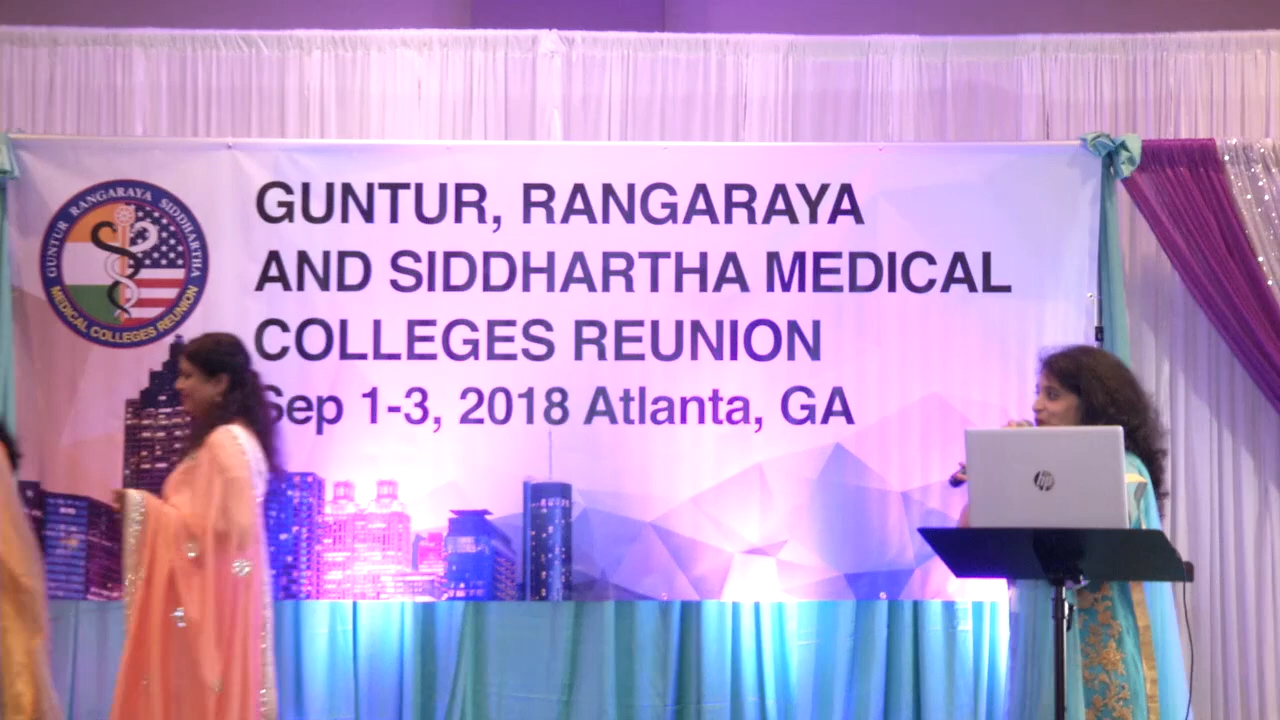 GUNTUR, RANGARAYA
AND SIDDHARTHA MEDICAL
COLLEGES REUNION
Sep 1-3, 2018 Atlanta, GA
GUNTUR RANGARAYA SIDDHARTHA
MEDICAL COLLEGES REUNION
hp